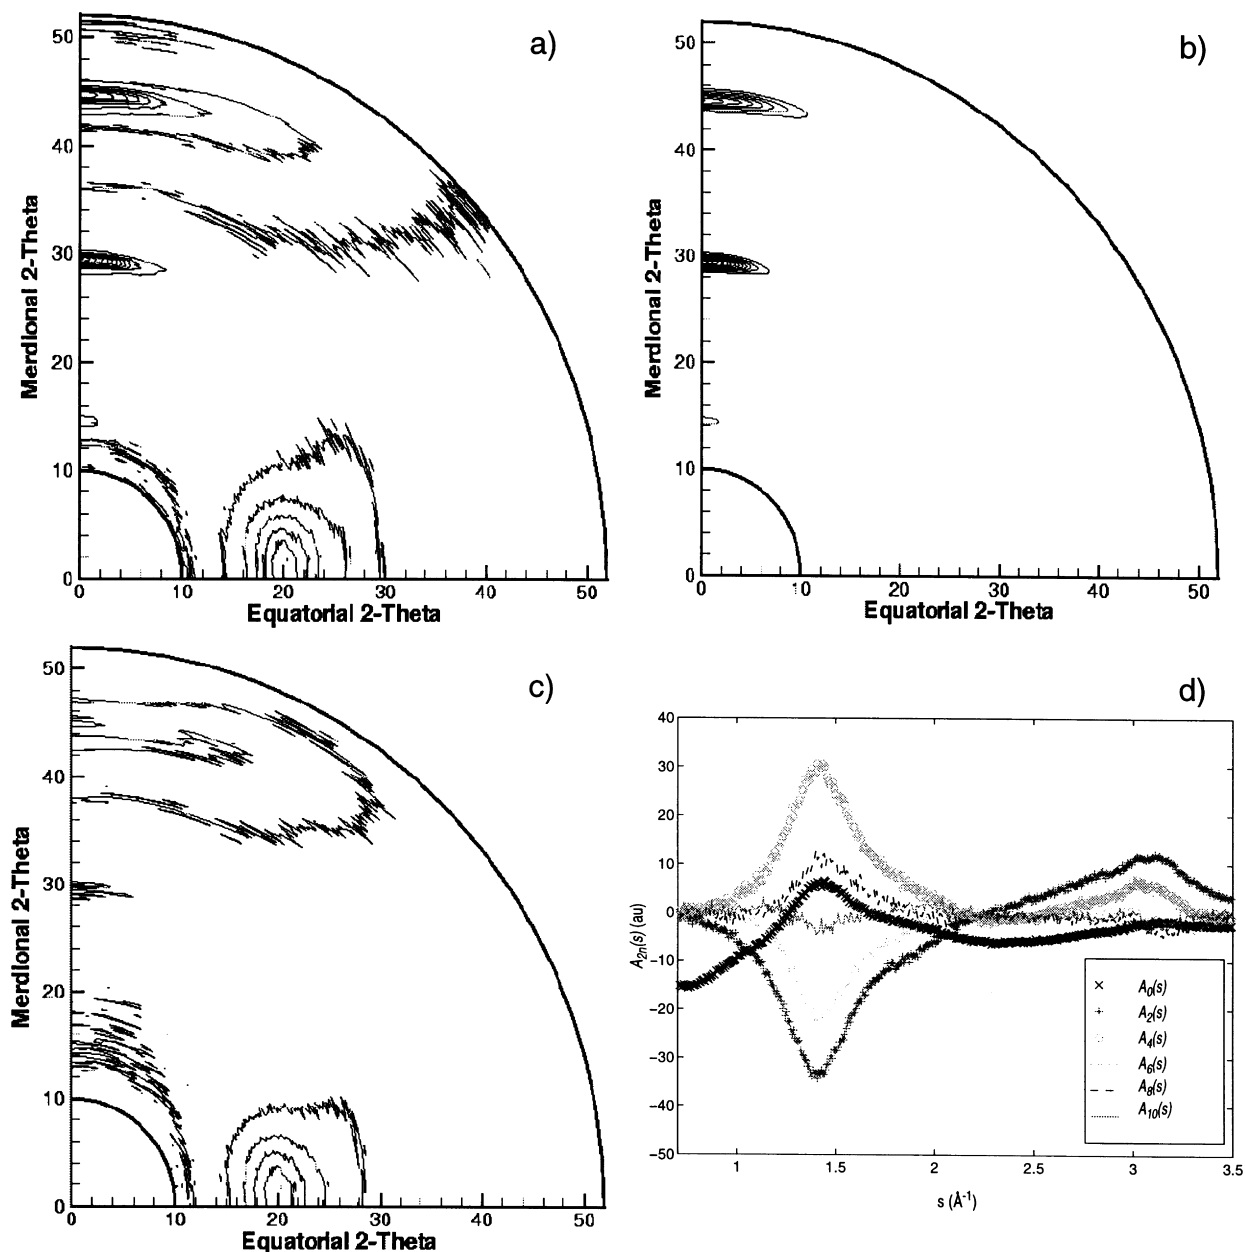 a)
50
40
30
20
10
0
Merdional 2-Theta
0 10 20 30 40 50
Equatorial 2-Theta
b)
50
40
30
20
10
0
Merdional 2-Theta
0 10 20 30 40 50
Equatorial 2-Theta
c)
50
40
30
20
10
0
Merdional 2-Theta
0 10 20 30 40 50
Equatorial 2-Theta
d)
40
30
20
10
0
−10
−20
−30
−40
−50
A2n(s) (au)
A0(s)
A2(s)
A4(s)
A6(s)
A8(s)
A10(s)
1 1.5 2 2.5 3 3.5
s (Å-1)